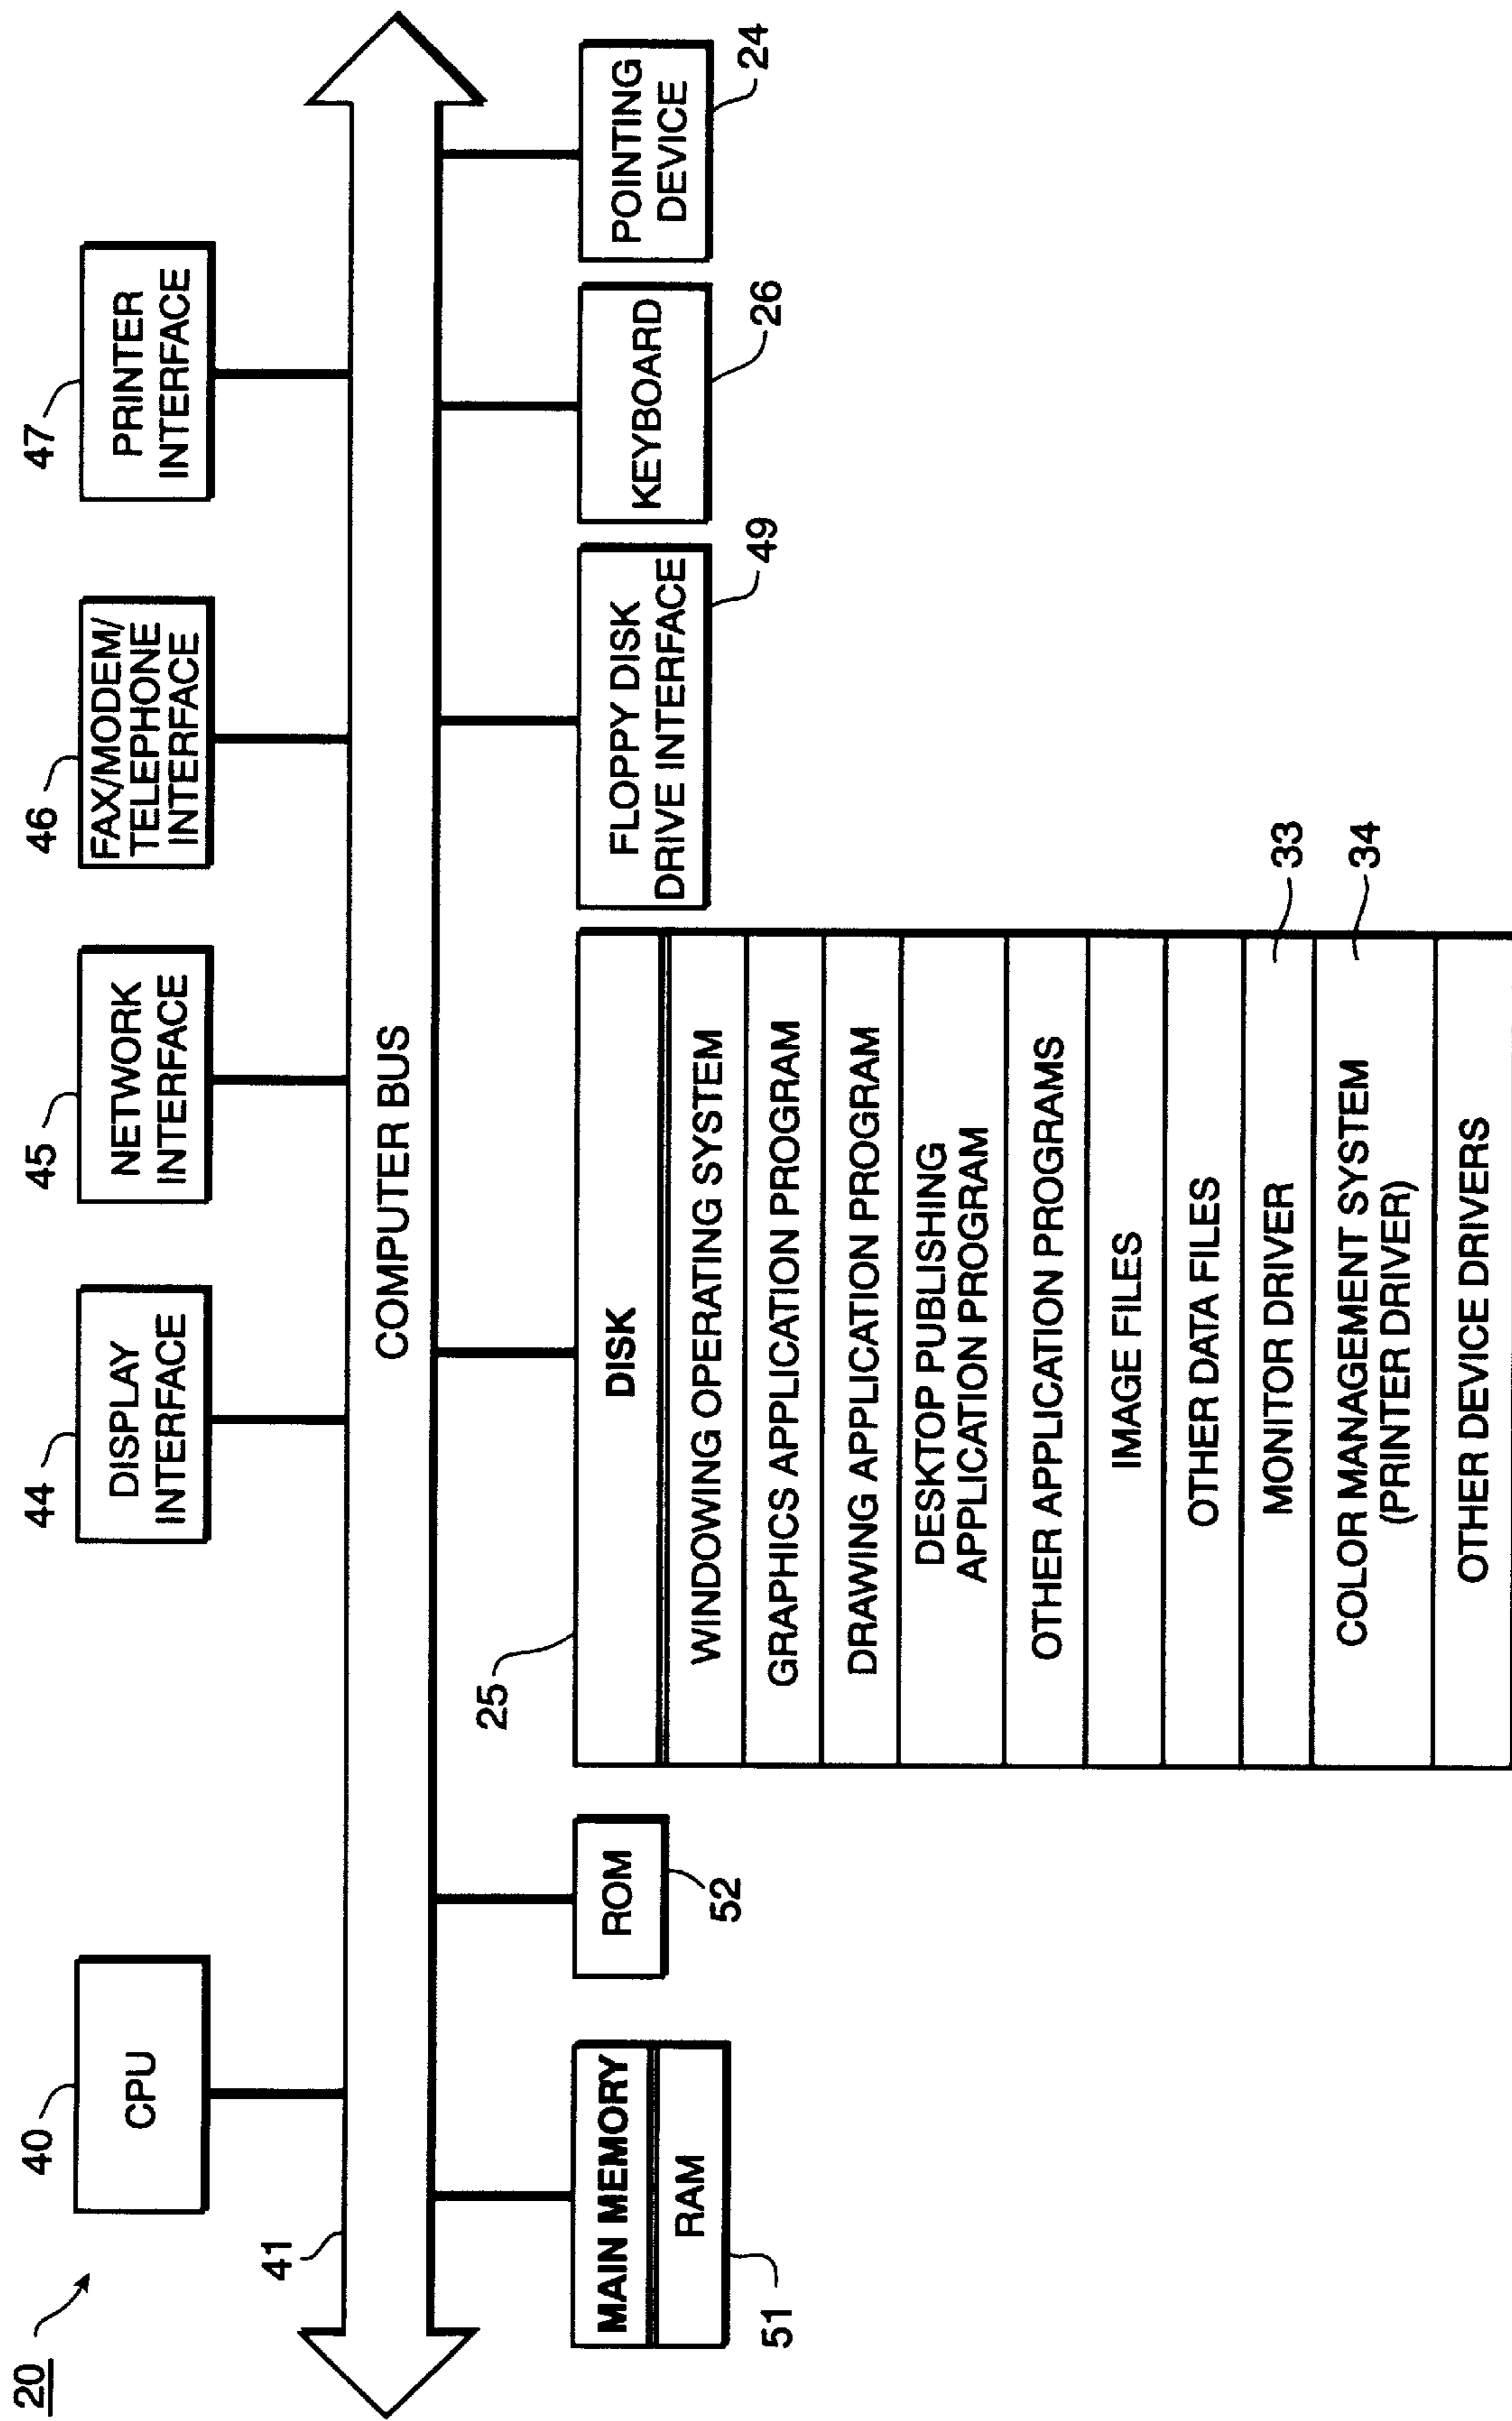 20
40
CPU
44
DISPLAY
INTERFACE
45
NETWORK
INTERFACE
46
FAX/MODEM/
TELEPHONE
INTERFACE
47
PRINTER
INTERFACE
41
COMPUTER BUS
MAIN MEMORY
RAM
51
ROM
52
25
DISK
WINDOWING OPERATING SYSTEM
GRAPHICS APPLICATION PROGRAM
DRAWING APPLICATION PROGRAM
DESKTOP PUBLISHING
APPLICATION PROGRAM
OTHER APPLICATION PROGRAMS
IMAGE FILES
OTHER DATA FILES
MONITOR DRIVER
33
COLOR MANAGEMENT SYSTEM
(PRINTER DRIVER)
34
OTHER DEVICE DRIVERS
FLOPPY DISK
DRIVE INTERFACE
49
KEYBOARD
26
POINTING
DEVICE
24